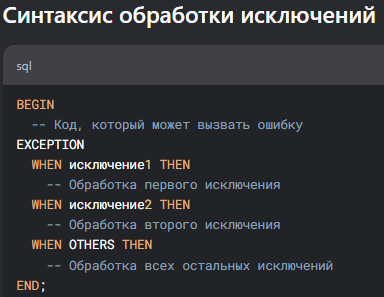 Синтаксис обработки исключений
sql
BEGIN
  -- Код, который может вызвать ошибку
EXCEPTION
  WHEN исключение1 THEN
    -- Обработка первого исключения
  WHEN исключение2 THEN
    -- Обработка второго исключения
  WHEN OTHERS THEN
    -- Обработка всех остальных исключений
END;